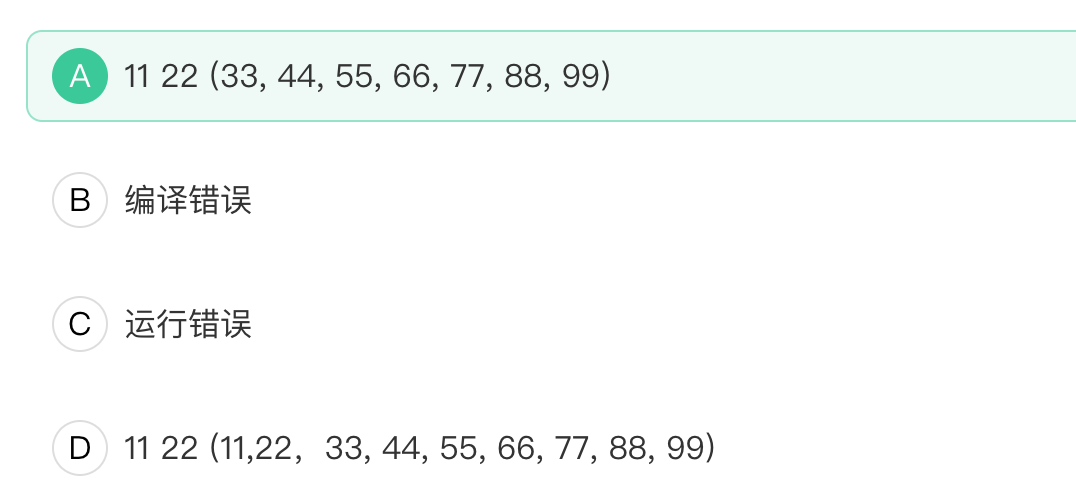 A 11 22 (33, 44, 55, 66, 77, 88, 99)
B 编译错误
C 运行错误
D 11 22 (11,22，33, 44, 55, 66, 77, 88, 99)